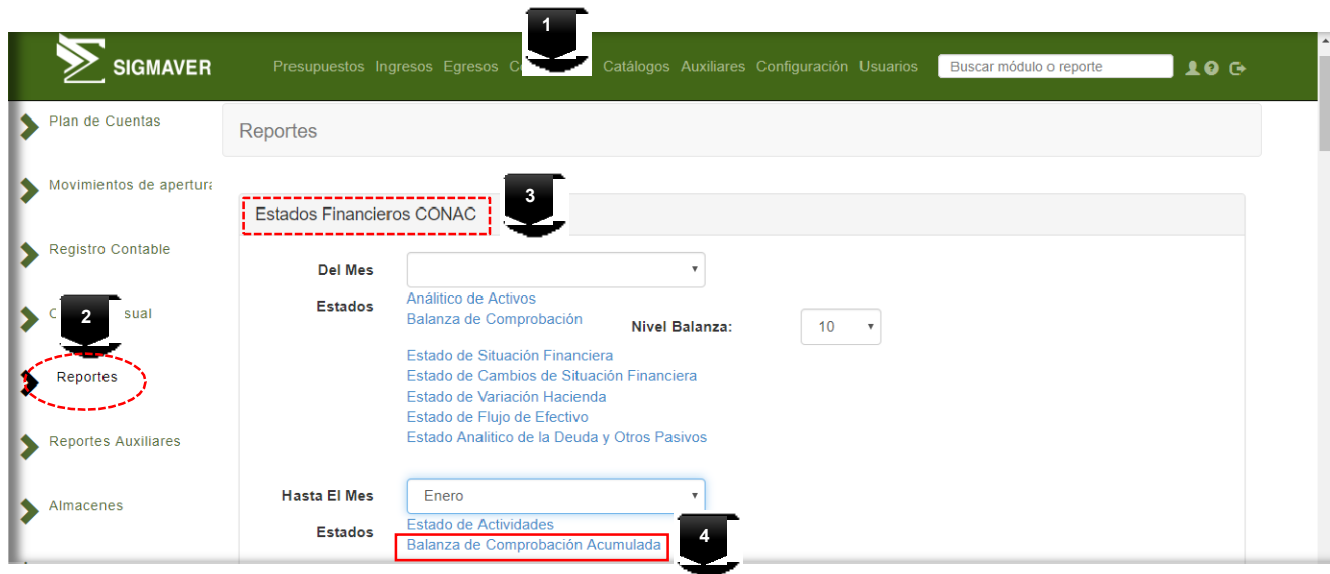 1
SIGMAVER
Presupuestos Ingresos Egresos Catálogos Auxiliares Configuración Usuarios
Buscar módulo o reporte
Plan de Cuentas
Movimientos de apertura
Registro Contable
2
sual
Reportes
Reportes Auxiliares
Almacenes
Reportes
Estados Financieros CONAC
3
Del Mes
Estados
Análitico de Activos
Balanza de Comprobación
Nivel Balanza:
10
Estado de Situación Financiera
Estado de Cambios de Situación Financiera
Estado de Variación Hacienda
Estado de Flujo de Efectivo
Estado Analitico de la Deuda y Otros Pasivos
Hasta El Mes
Enero
Estados
Estado de Actividades
Balanza de Comprobación Acumulada
4